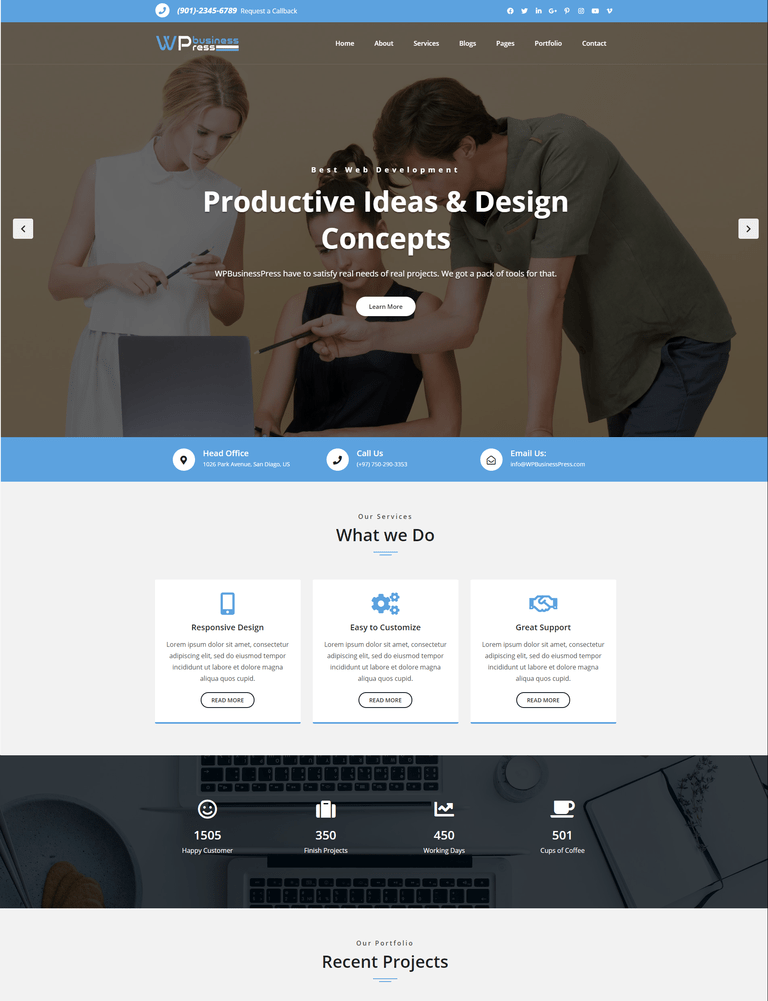 (901)-2345-6789 Request a Callback
WPbusiness
Press
Home About Services Blogs Pages Portfolio Contact
Best Web Development
Productive Ideas & Design
Concepts
WPBusinessPress have to satisfy real needs of real projects. We got a pack of tools for that.
Learn More
Head Office
1026 Park Avenue, San Diago, US
Call Us
(+97) 750-290-3353
Email Us:
info@WPBusinessPress.com
Our Services
What we Do
Responsive Design
Lorem ipsum dolor sit amet, consectetur
adipiscing elit, sed do eiusmod tempor
incididunt ut labore et dolore magna
aliqua quos cupid.
READ MORE
Easy to Customize
Lorem ipsum dolor sit amet, consectetur
adipiscing elit, sed do eiusmod tempor
incididunt ut labore et dolore magna
aliqua quos cupid.
READ MORE
Great Support
Lorem ipsum dolor sit amet, consectetur
adipiscing elit, sed do eiusmod tempor
incididunt ut labore et dolore magna
aliqua quos cupid.
READ MORE
1505
Happy Customer
350
Finish Projects
450
Working Days
501
Cups of Coffee
Our Portfolio
Recent Projects